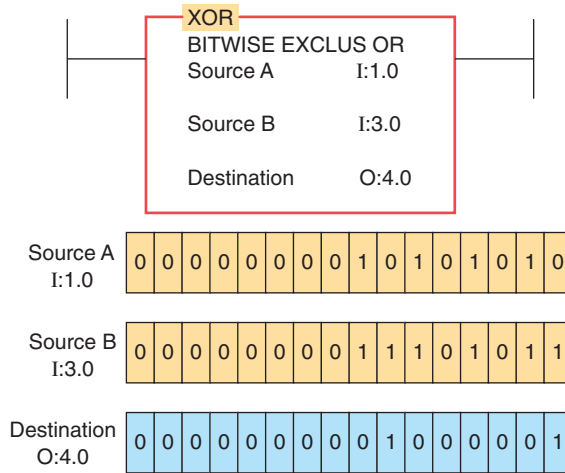 XOR
BITWISE EXCLUS OR
Source A I:1.0
Source B I:3.0
Destination O:4.0
Source A
I:1.0
0 0 0 0 0 0 0 0 1 0 1 0 1 0 1 0
Source B
I:3.0
0 0 0 0 0 0 0 0 1 1 1 0 1 0 1 1
Destination
O:4.0
0 0 0 0 0 0 0 0 0 1 0 0 0 0 0 1